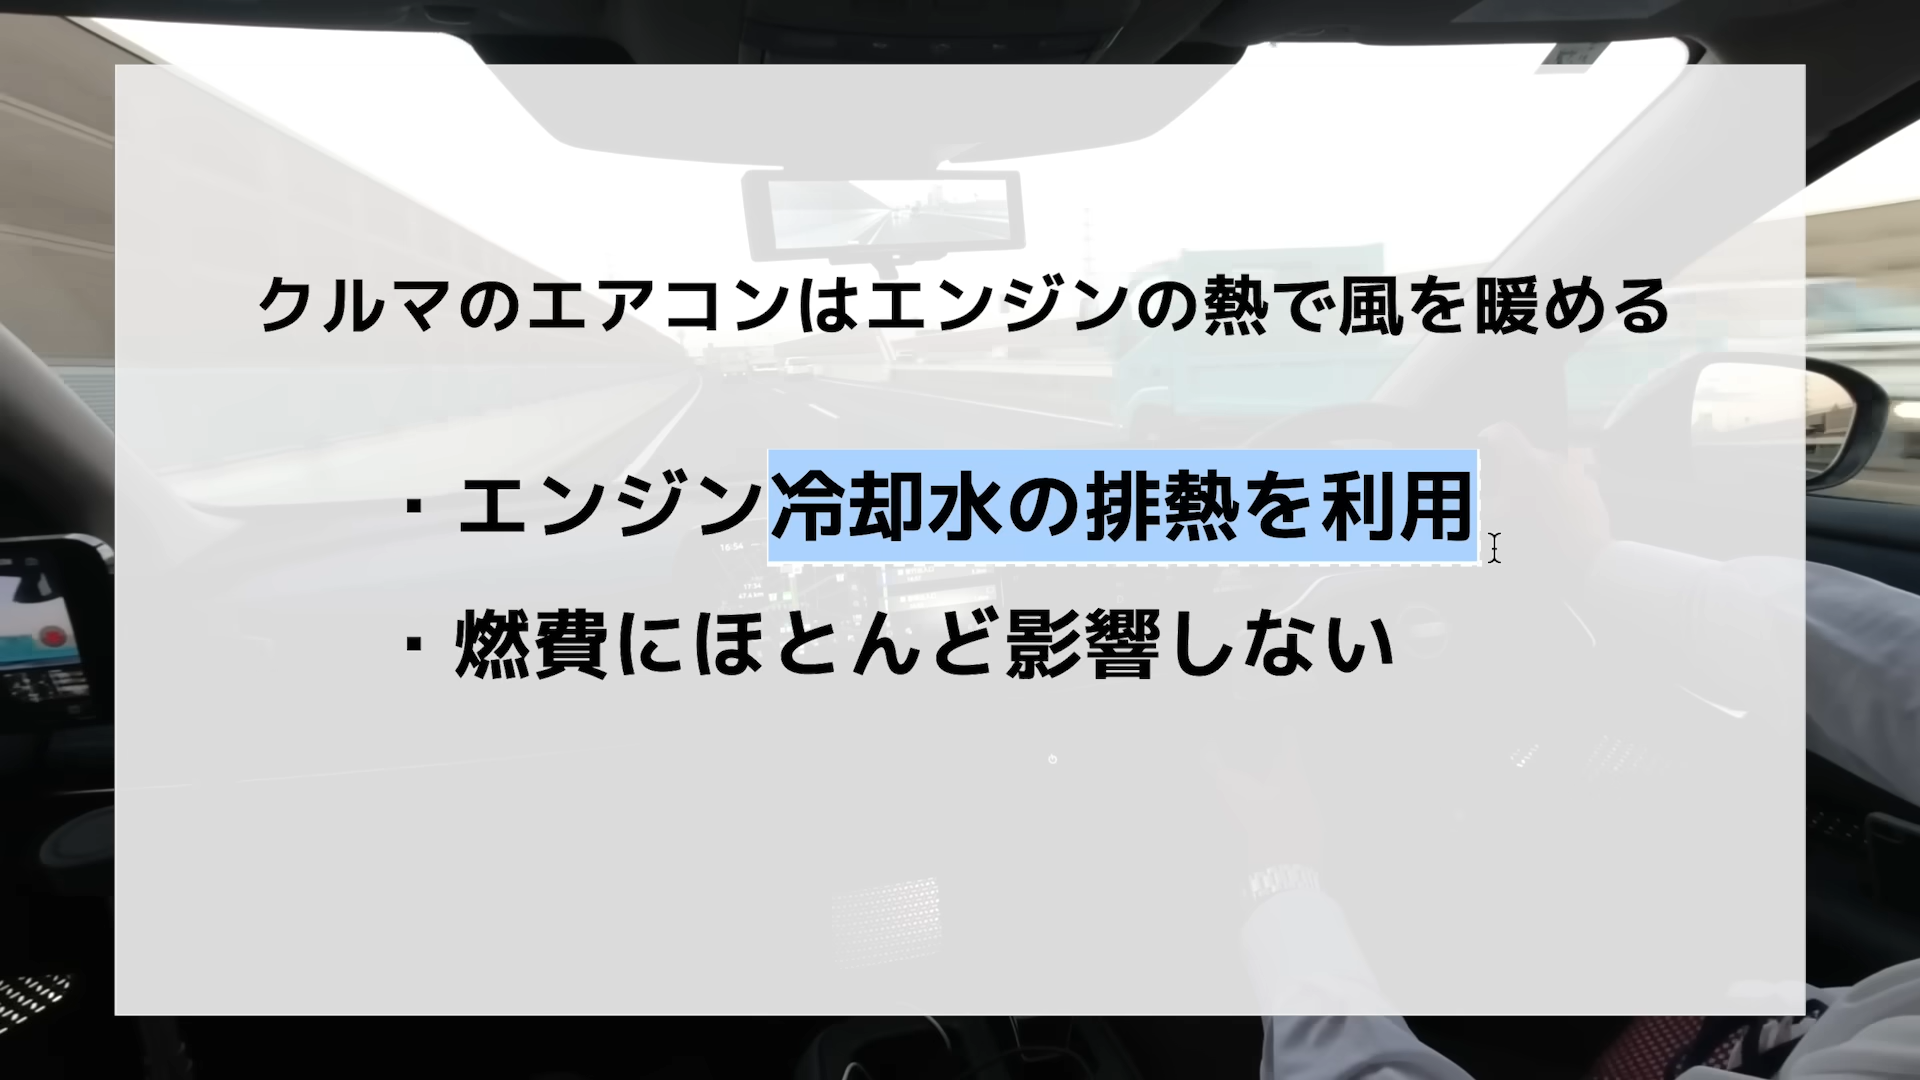 クルマのエアコンはエンジンの熱で風を暖める
・エンジン冷却水の排熱を利用
16:54
・燃費にほとんど影響しない